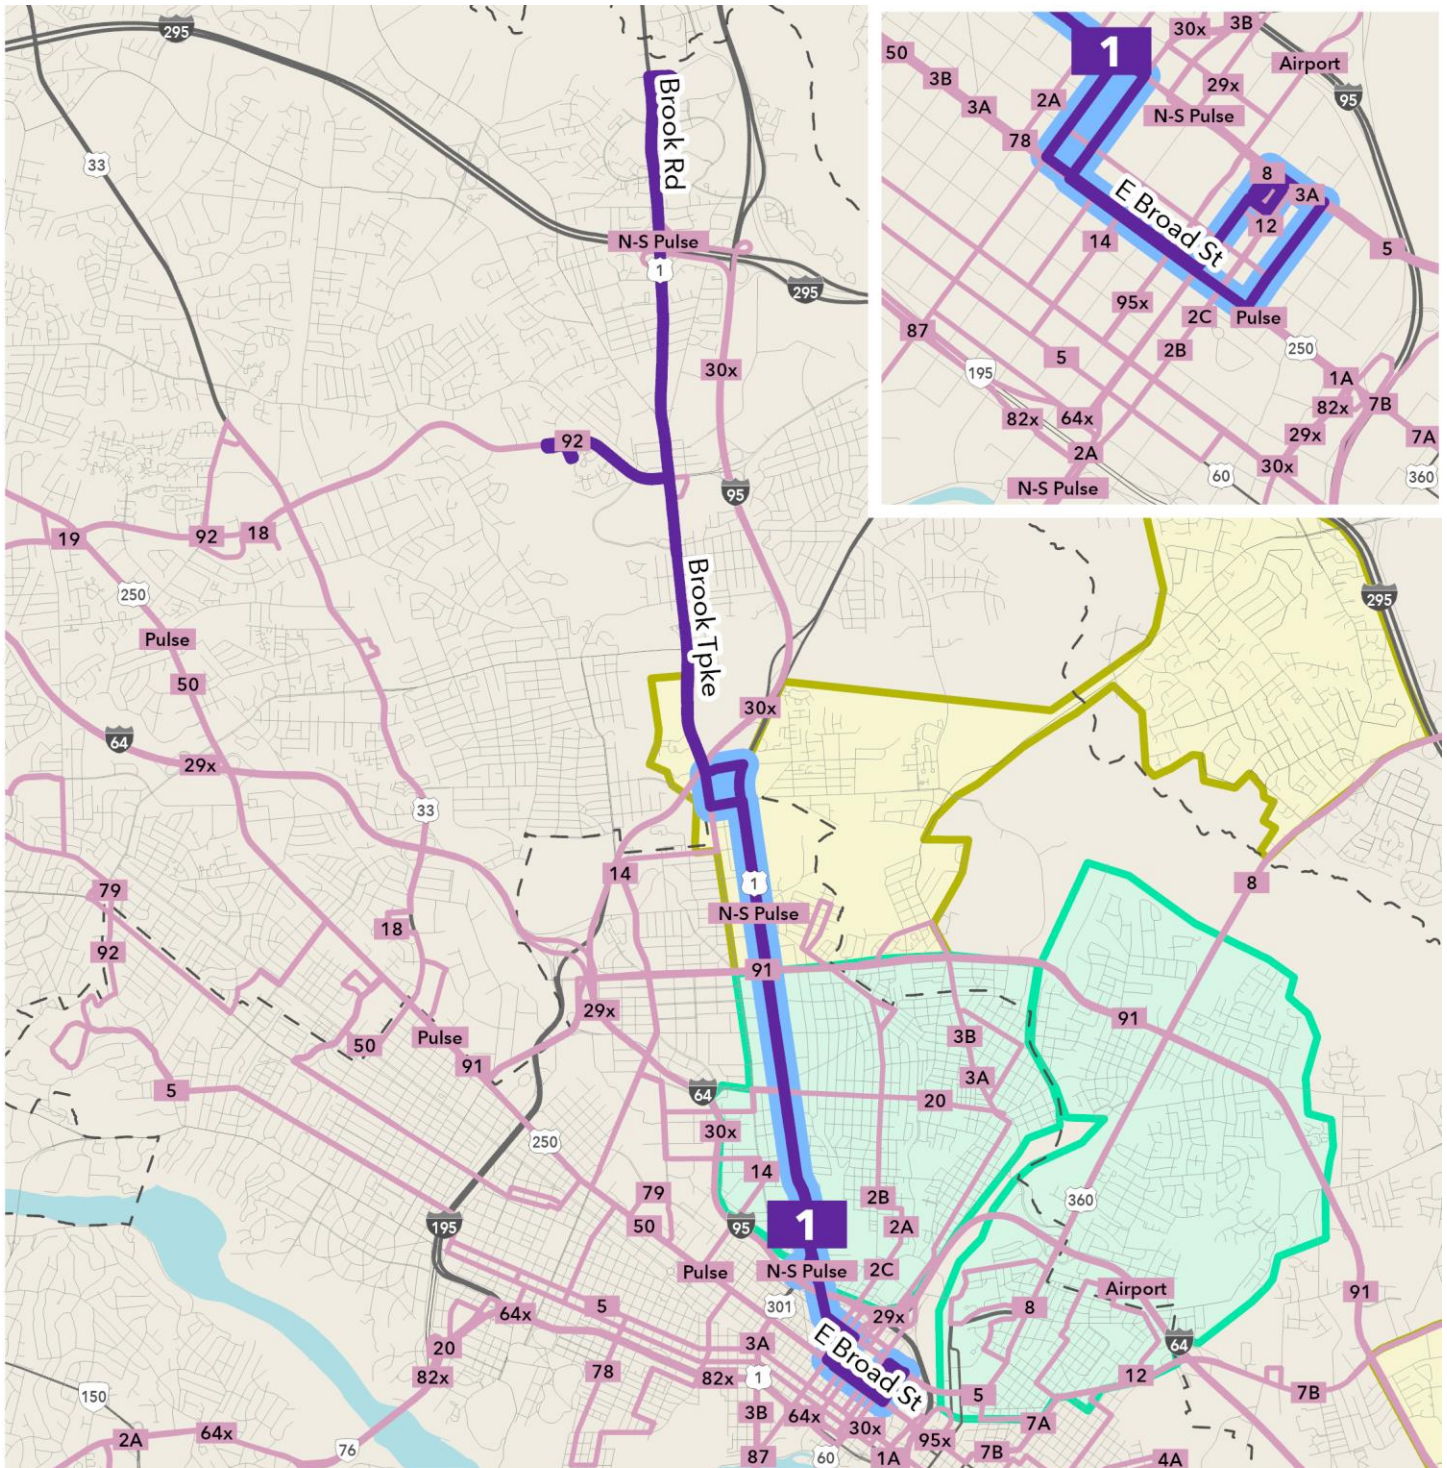 295
33
Brook Rd
N-S Pulse
1
295
30x
92
95
19
92
18
250
Pulse
50
Brook Tpke
64
29x
30x
33
14
79
18
92
1
N-S Pulse
91
29x
50
Pulse
91
5
64
30x
250
14
79
50
195
95
1
Pulse
N-S Pulse
2C
301
29x
64x
5
E Broad St
20
3A
82x
78
82x
1
150
3B
64x
30x
2A
64x
76
87
60
1A
95x
295
8
91
3B
3A
20
2B
2A
360
Airport
8
91
64
12
7B
5
7A
7B
4A
1
30x
3B
50
Airport
3B
2A
29x
95
3A
N-S Pulse
78
8
3A
E Broad St
12
14
5
95x
2C
Pulse
87
2B
250
5
195
1A
82x
7B
82x
64x
29x
7A
2A
30x
60
360
N-S Pulse